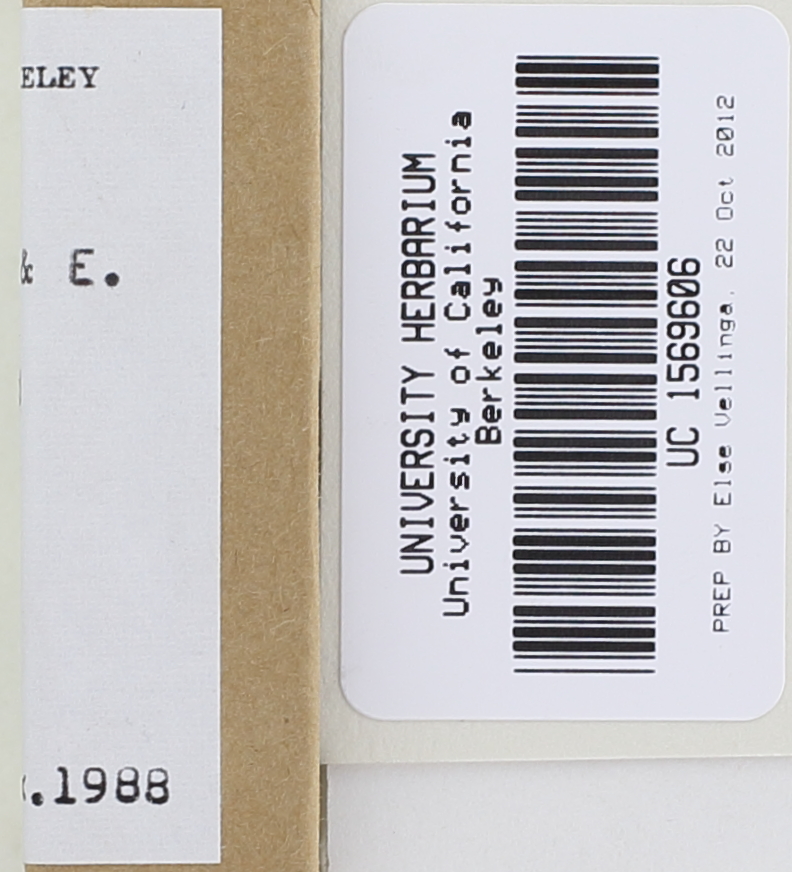 ELEY
& E.
.1988
UNIVERSITY HERBARIUM
University of California
Berkeley
UC 1569606
PREP BY Else Vellinga, 22 Oct 2012